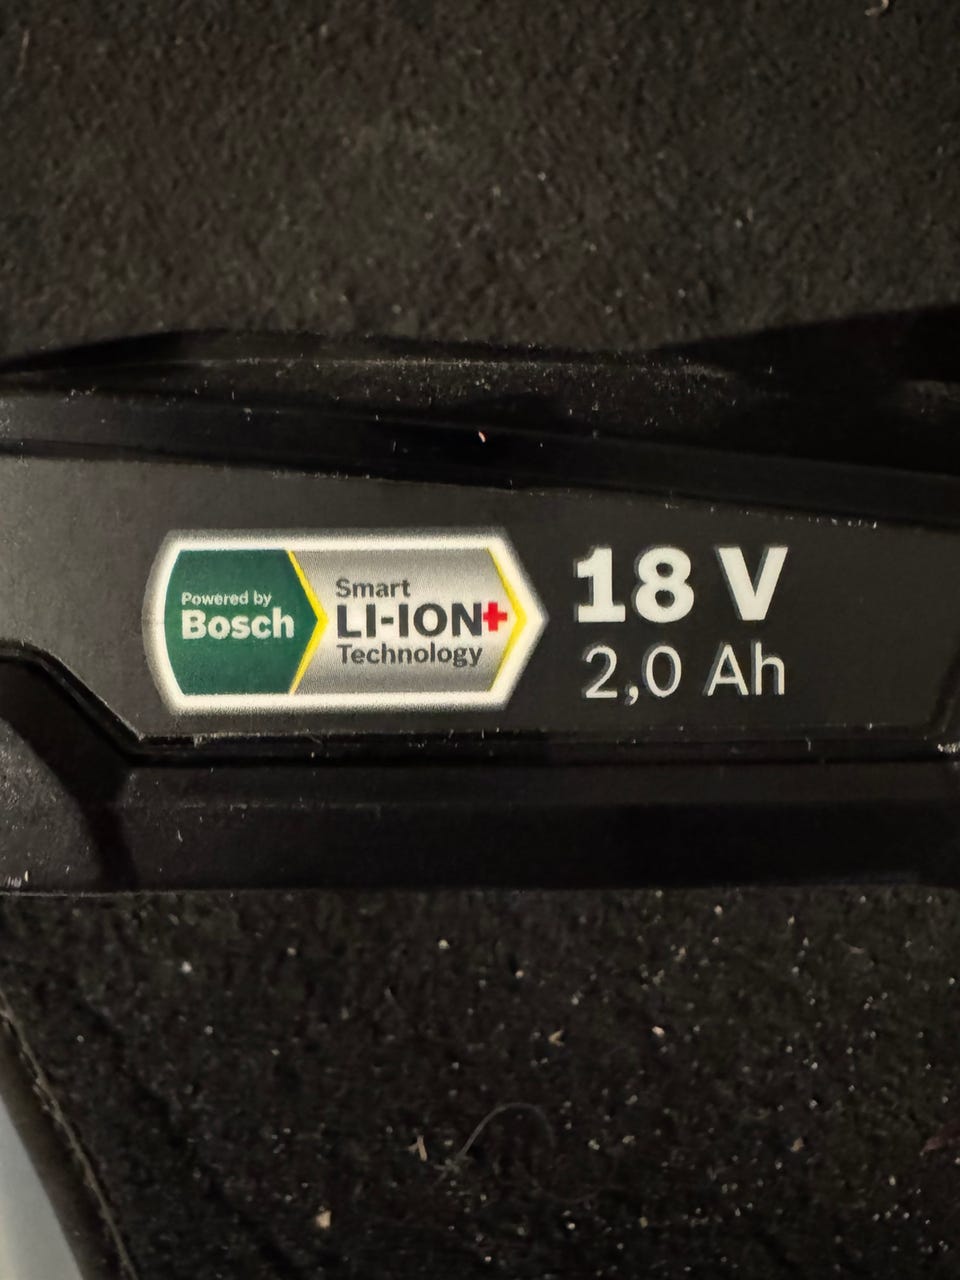 Powered by
Bosch
Smart
LI-ION+
Technology
18 V
2,0 Ah